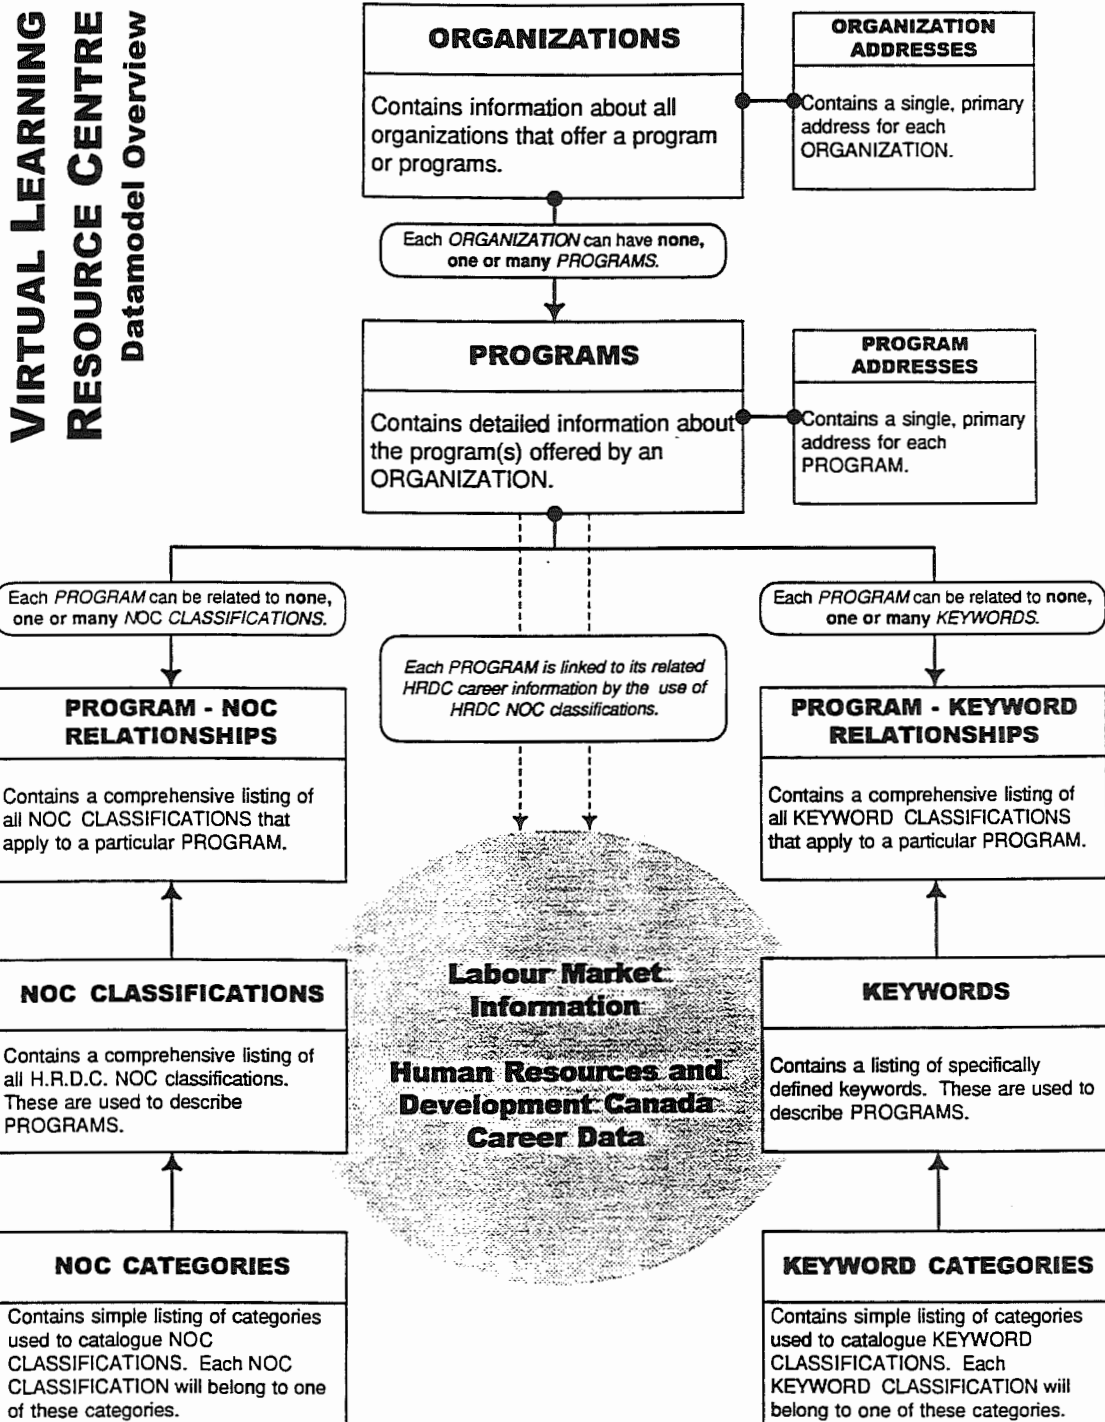 VIRTUAL LEARNING
RESOURCE CENTRE
Datamodel Overview
ORGANIZATIONS
Contains information about all
organizations that offer a program
or programs.
ORGANIZATION
ADDRESSES
Contains a single, primary
address for each
ORGANIZATION.
Each ORGANIZATION can have none,
one or many PROGRAMS.
PROGRAMS
Contains detailed information about
the program(s) offered by an
ORGANIZATION.
PROGRAM
ADDRESSES
Contains a single, primary
address for each
PROGRAM.
Each PROGRAM can be related to none,
one or many NOC CLASSIFICATIONS.
Each PROGRAM is linked to its related
HRDC career information by the use of
HRDC NOC classifications.
Each PROGRAM can be related to none,
one or many KEYWORDS.
PROGRAM - NOC
RELATIONSHIPS
Contains a comprehensive listing of
all NOC CLASSIFICATIONS that
apply to a particular PROGRAM.
PROGRAM - KEYWORD
RELATIONSHIPS
Contains a comprehensive listing of
all KEYWORD CLASSIFICATIONS
that apply to a particular PROGRAM.
Labour Market
Information
Human Resources and
Development Canada
Career Data
NOC CLASSIFICATIONS
Contains a comprehensive listing of
all H.R.D.C. NOC classifications.
These are used to describe
PROGRAMS.
KEYWORDS
Contains a listing of specifically
defined keywords. These are used to
describe PROGRAMS.
NOC CATEGORIES
Contains simple listing of categories
used to catalogue NOC
CLASSIFICATIONS. Each NOC
CLASSIFICATION will belong to one
of these categories.
KEYWORD CATEGORIES
Contains simple listing of categories
used to catalogue KEYWORD
CLASSIFICATIONS. Each
KEYWORD CLASSIFICATION will
belong to one of these categories.